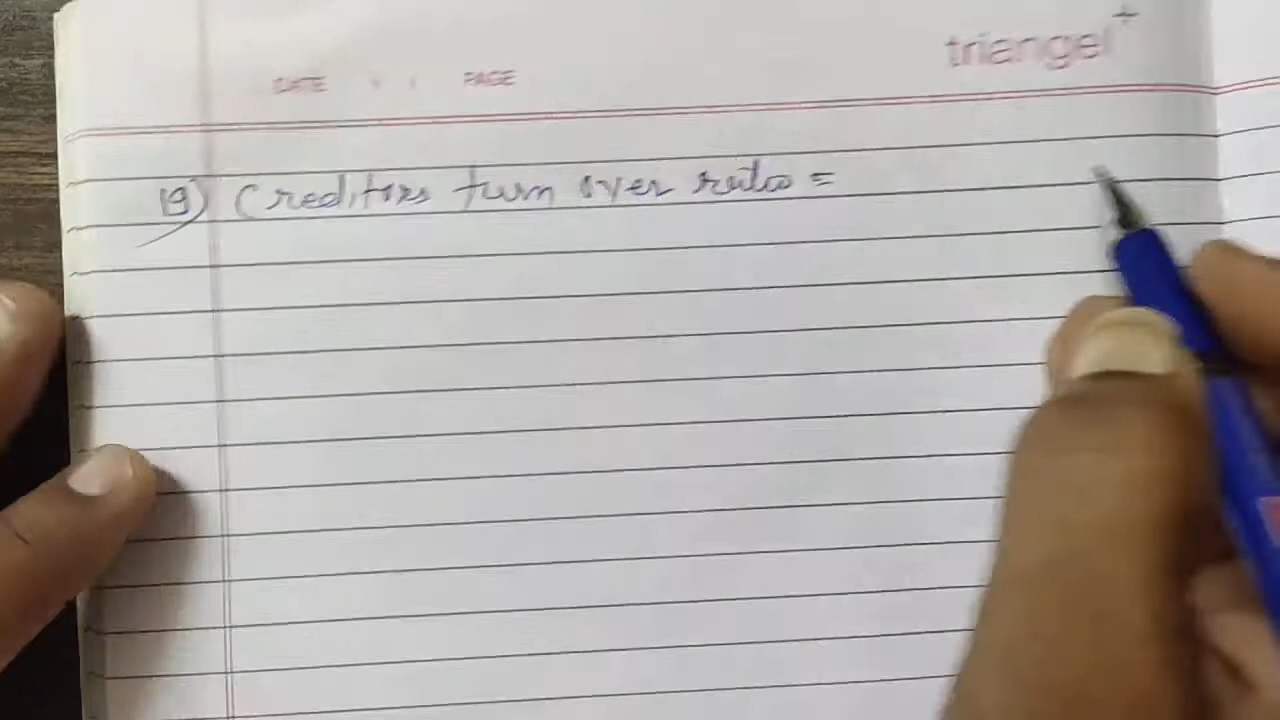 triangel+
DATE PAGE
19) Creditors turn over ratio =